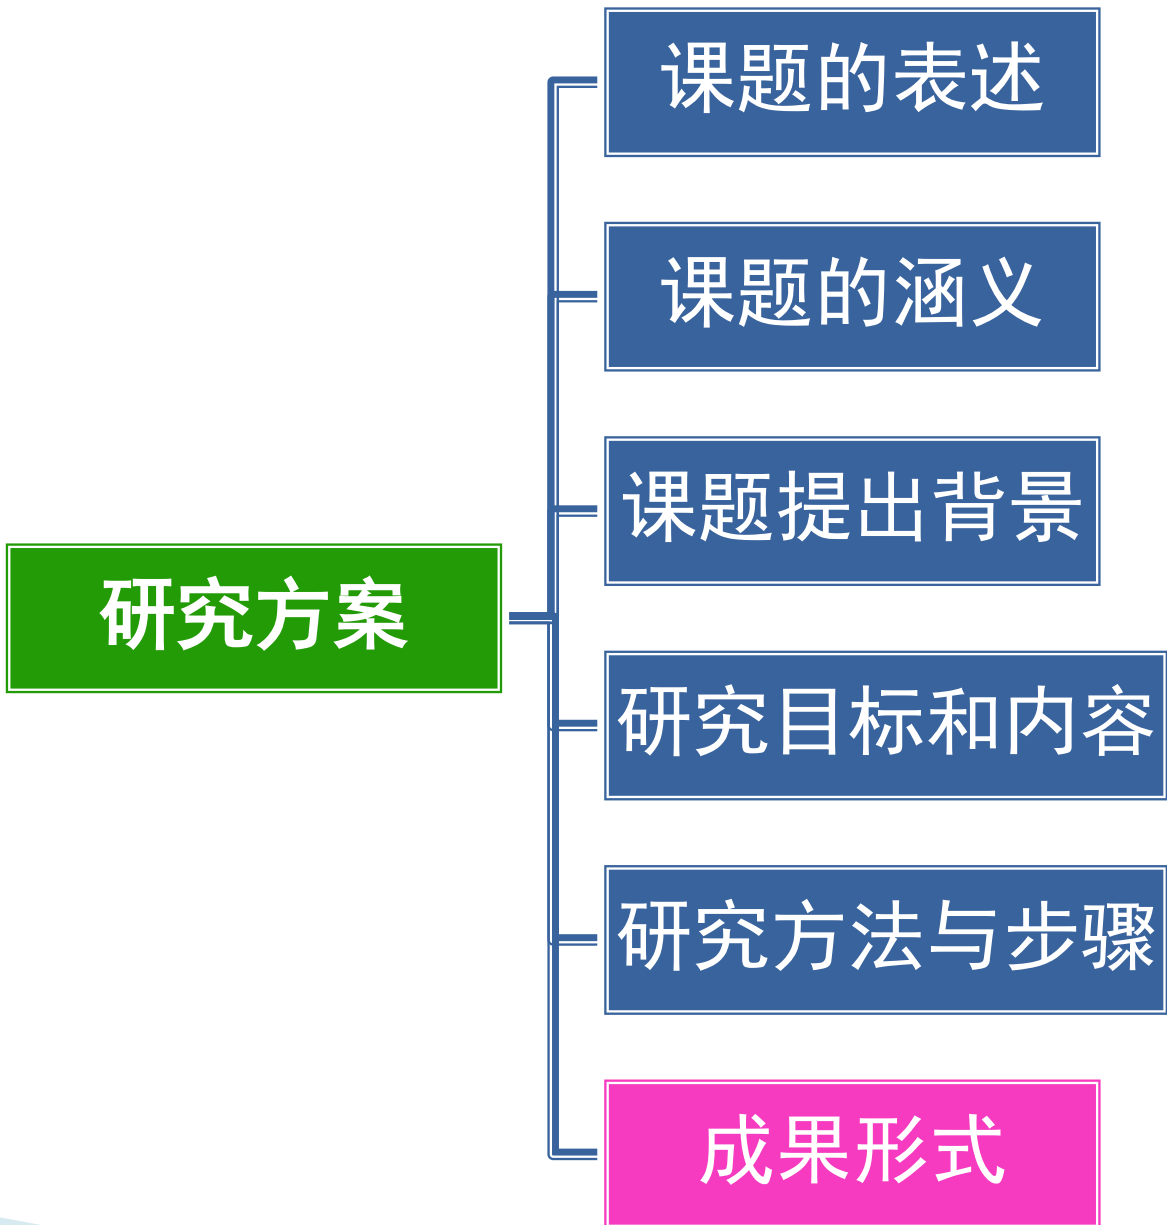 课题的表述
课题的涵义
课题提出背景
研究方案
研究目标和内容
研究方法与步骤
成果形式